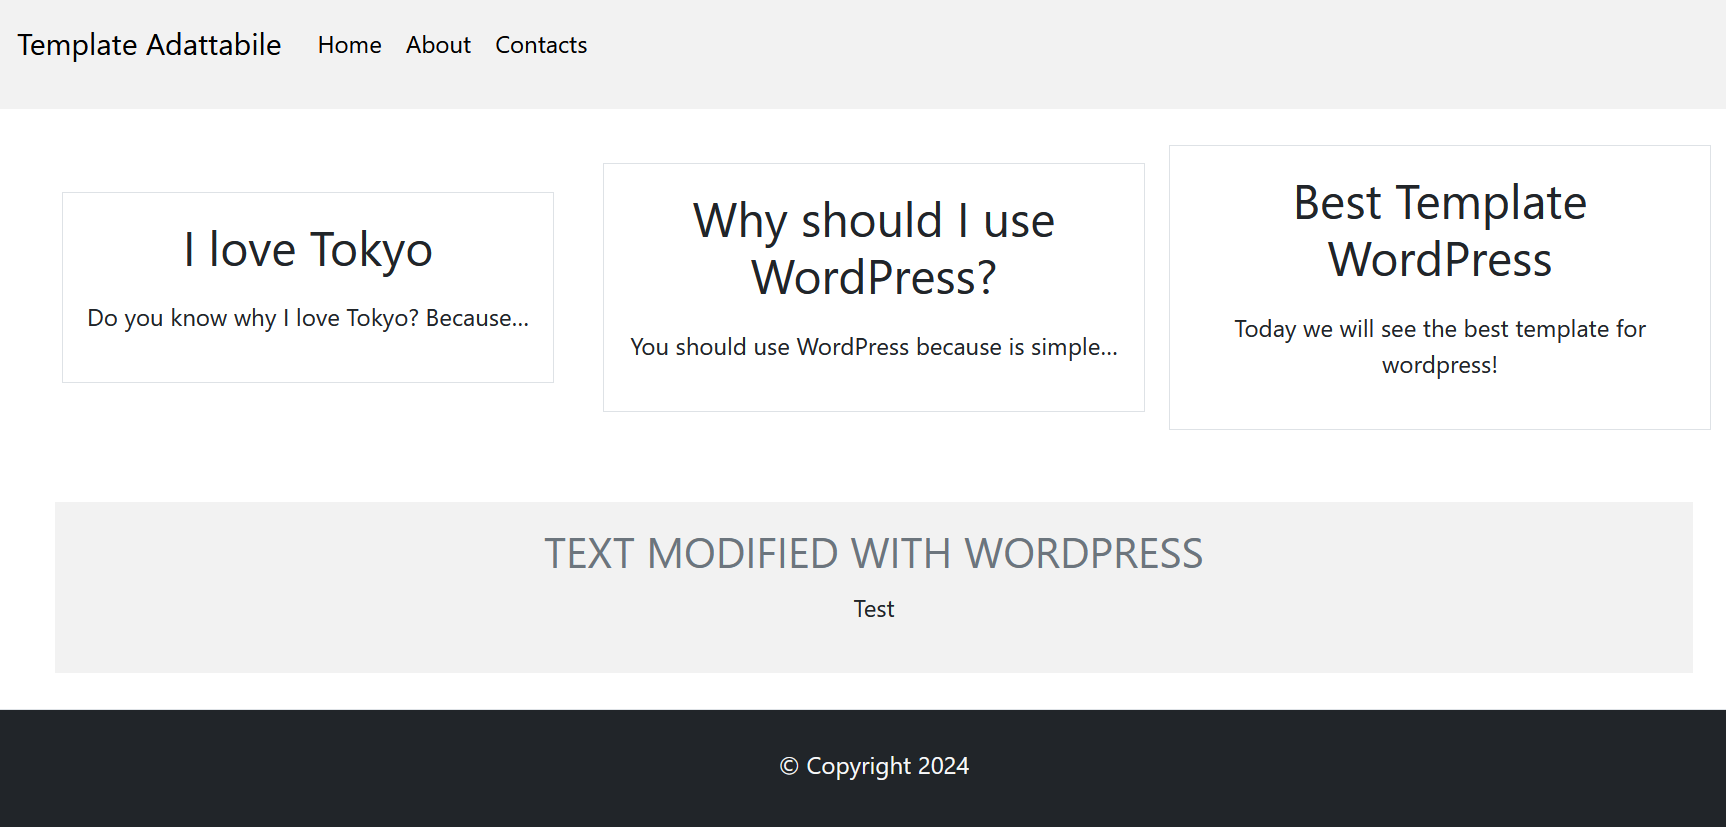 Template Adattabile Home About Contacts
I love Tokyo
Do you know why I love Tokyo? Because...
Why should I use
WordPress?
You should use WordPress because is simple...
Best Template
WordPress
Today we will see the best template for
wordpress!
TEXT MODIFIED WITH WORDPRESS
Test
© Copyright 2024